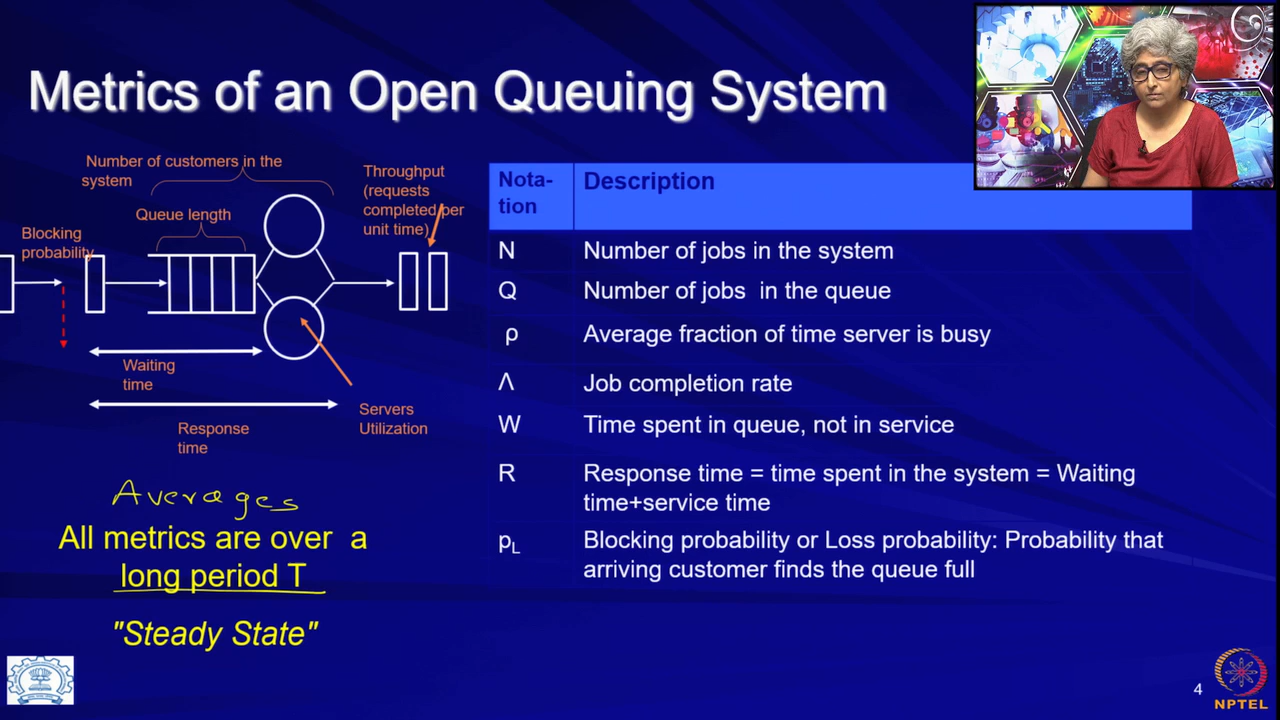 Metrics of an Open Queuing System
Number of customers in the
system
Throughput
(requests
completed per
unit time)
Queue length
Blocking
probability
Waiting
time
Response
time
Servers
Utilization
Averages
All metrics are over a
long period T
"Steady State"
Nota-
tion
Description
N
Number of jobs in the system
Q
Number of jobs in the queue
ρ
Average fraction of time server is busy
Λ
Job completion rate
W
Time spent in queue, not in service
R
Response time = time spent in the system = Waiting
time+service time
pL
Blocking probability or Loss probability: Probability that
arriving customer finds the queue full
4
NPTEL